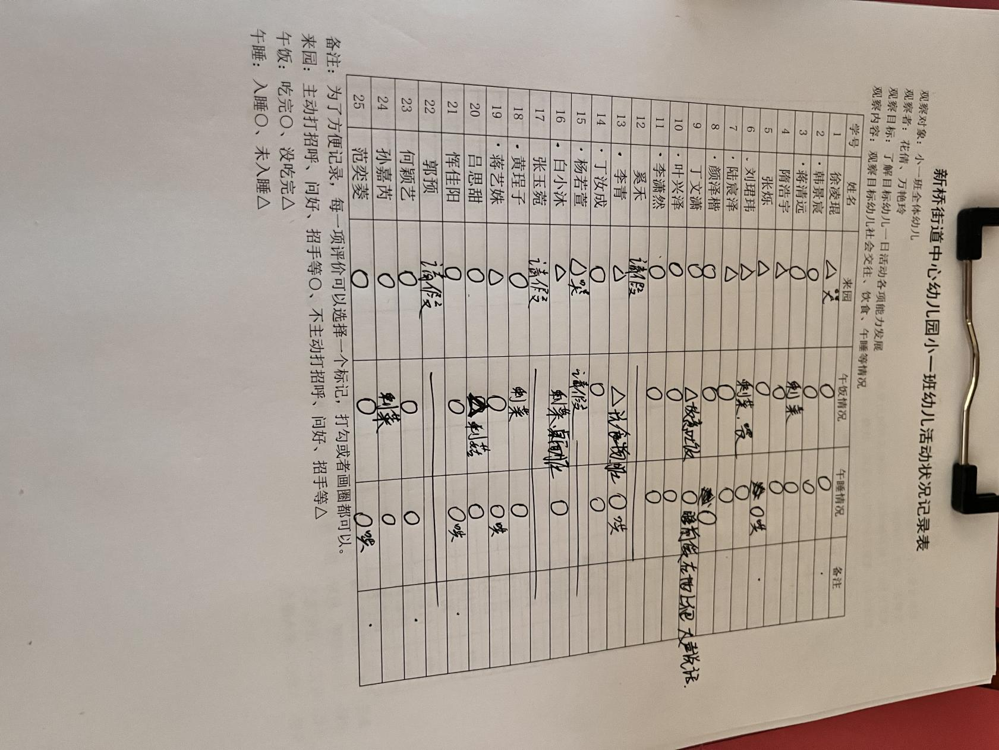 新桥街道中心幼儿园小一班幼儿活动状况记录表
观察对象：小一班全体幼儿
观察者：花倩、万艳玲
观察目标：了解目标幼儿一日活动各项能力发展
观察内容：观察目标幼儿社会交往、饮食、午睡等情况
学号 姓名 来园 午饭情况 午睡情况 备注
1 徐凌琨 △哭 ○ ○
2 ·韩景宸 ○ ○ ○
3 ·蒋清远 ○ 剩菜 ○
4 隋浩宇 △ ○ ○
5 张烁 △ ○ ○哭
6 ·刘珺玮 △ 剩菜、饭 ○
7 ·陆宸泽 △ ○ ○
8 ·颜泽楷 ○ ○ ○
9 丁文潇 ○ △故意吐饭 ○ 睡前站在地上 大声说话.
10 ·叶兴泽 ○ ○ ○
11 ·李潇然 ○ ○ ○
12 奚禾 请假
13 ·李青 △ △ 说食物 ○哭
14 ·丁汝成 ○ ○ ○
15 ·杨若萱 △哭 请假
16 ·白小沐 △ 剩菜 ○
17 张玉菀 请假
18 ·黄珵子 ○ 剩菜 ○
19 ·蒋艺姝 △ ○ ○哭
20 吕思甜 ○ △剩菜 ○
21 恽佳阳 ○ ○ ○哭
22 郭预 请假
23 何颖艺 ○ ○ ○
24 孙嘉芮 ○ 剩菜 ○
25 范奕菱 ○ ○ ○哭
备注：为了方便记录，每一项评价可以选择一个标记，打勾或者画圈都可以。
来园：主动打招呼、问好、招手等○、不主动打招呼、问好、招手等△
午饭：吃完○、没吃完△
午睡：入睡○、未入睡△